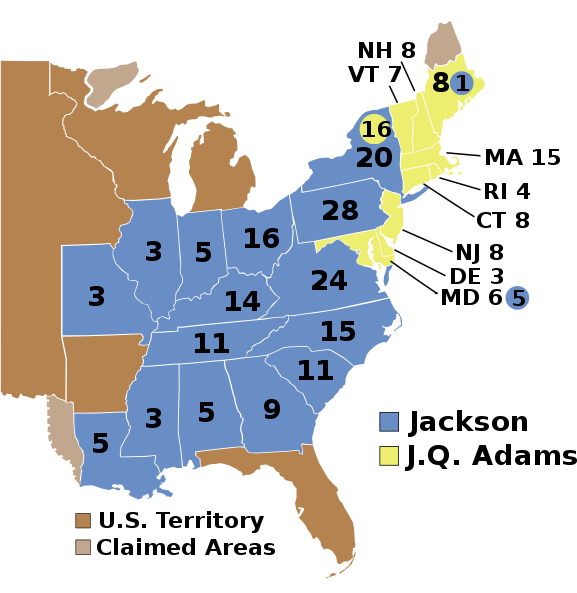 NH 8
VT 7
8 1
16
20
MA 15
RI 4
CT 8
28
3
5
16
NJ 8
24
DE 3
3
14
MD 6 5
11
15
11
3
5
9
5
Jackson
J.Q. Adams
U.S. Territory
Claimed Areas